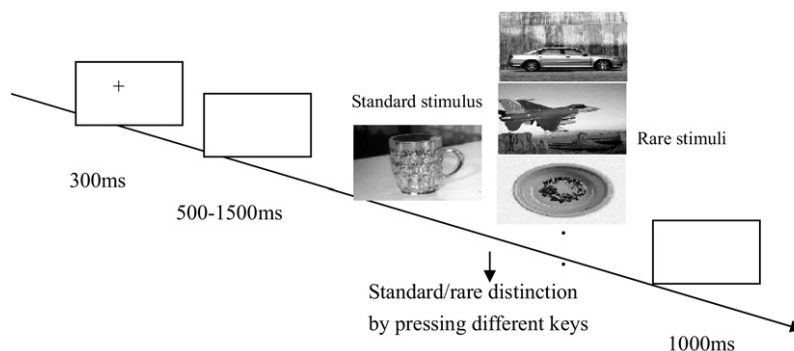 Standard stimulus
Rare stimuli
300ms
500-1500ms
Standard/rare distinction
by pressing different keys
1000ms